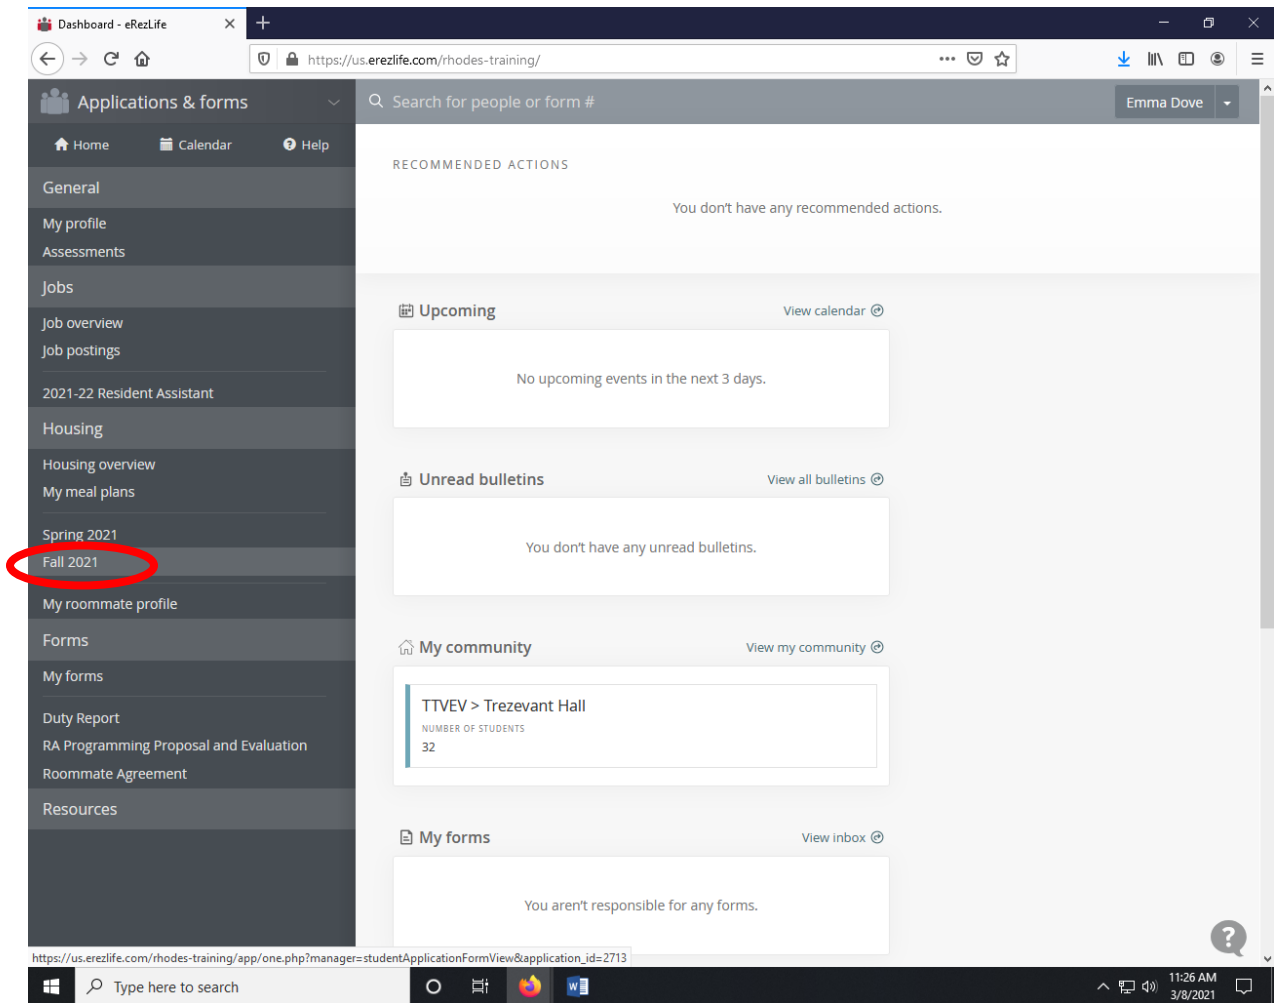 Dashboard - eRezLife
https://us.erezlife.com/rhodes-training/
Applications & forms
Search for people or form #
Emma Dove
Home Calendar Help
General
My profile
Assessments
Jobs
Job overview
Job postings
2021-22 Resident Assistant
Housing
Housing overview
My meal plans
Spring 2021
Fall 2021
My roommate profile
Forms
My forms
Duty Report
RA Programming Proposal and Evaluation
Roommate Agreement
Resources
RECOMMENDED ACTIONS
You don't have any recommended actions.
Upcoming View calendar
No upcoming events in the next 3 days.
Unread bulletins View all bulletins
You don't have any unread bulletins.
My community View my community
TTVEV > Trezevant Hall
NUMBER OF STUDENTS
32
My forms View inbox
You aren't responsible for any forms.
https://us.erezlife.com/rhodes-training/app/one.php?manager=studentApplicationFormView&application_id=2713
Type here to search
11:26 AM
3/8/2021